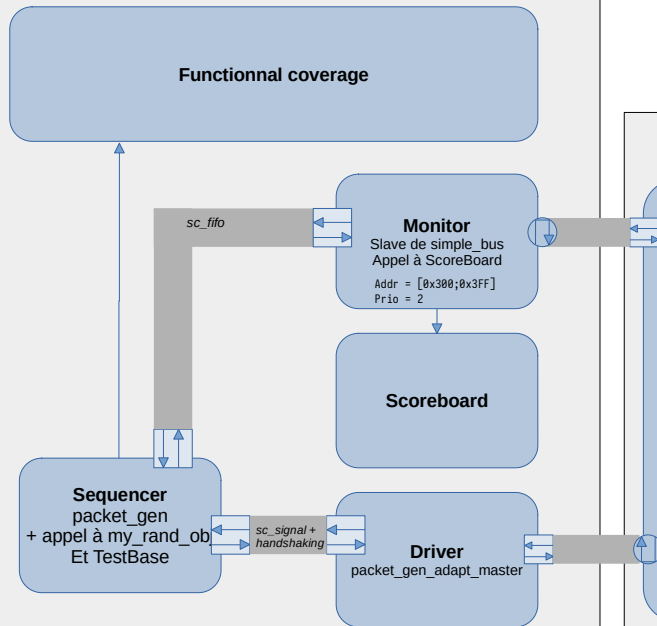 Functionnal coverage
sc_fifo
Monitor
Slave de simple_bus
Appel à ScoreBoard
Addr = [0x300;0x3FF]
Prio = 2
Scoreboard
Sequencer
packet_gen
+ appel à my_rand_obj
Et TestBase
sc_signal +
handshaking
Driver
packet_gen_adapt_master